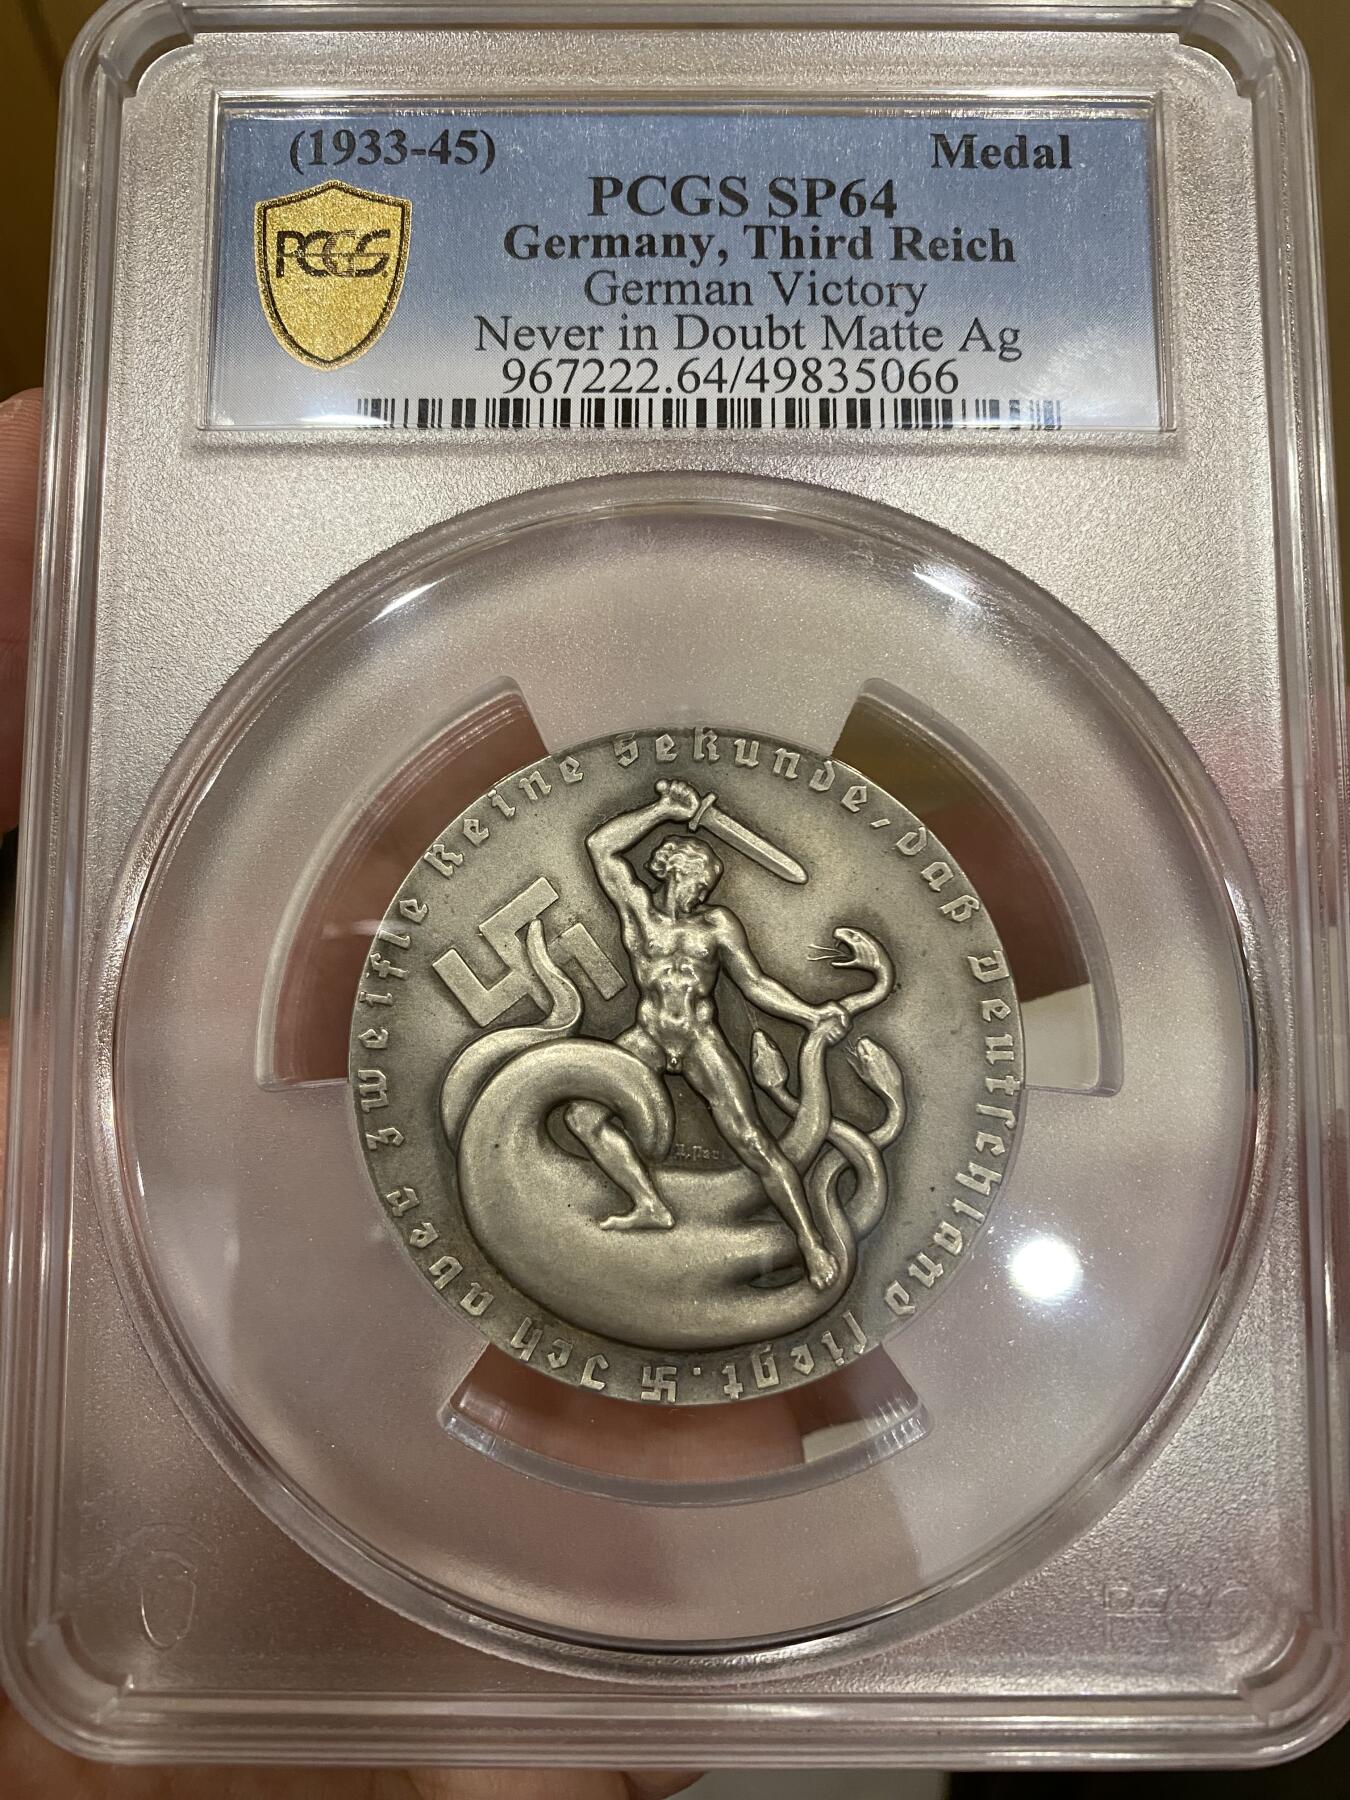 (1933-45) Medal
PCGS SP64
PCGS
Germany, Third Reich
German Victory
Never in Doubt Matte Ag
967222.64/49835066
Ich aber zweifle keine Sekunde, daß Deutschland siegt.
PCGS